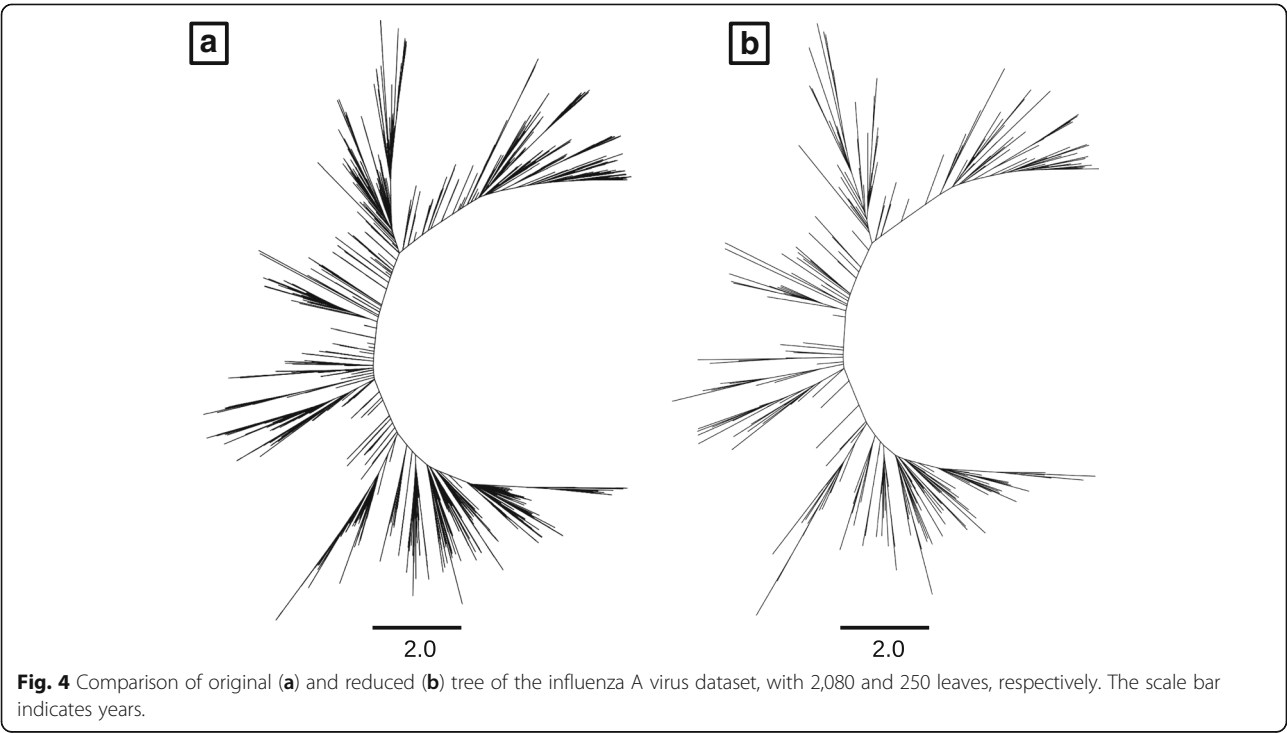 a
b
2.0
2.0
Fig. 4 Comparison of original (a) and reduced (b) tree of the influenza A virus dataset, with 2,080 and 250 leaves, respectively. The scale bar
indicates years.